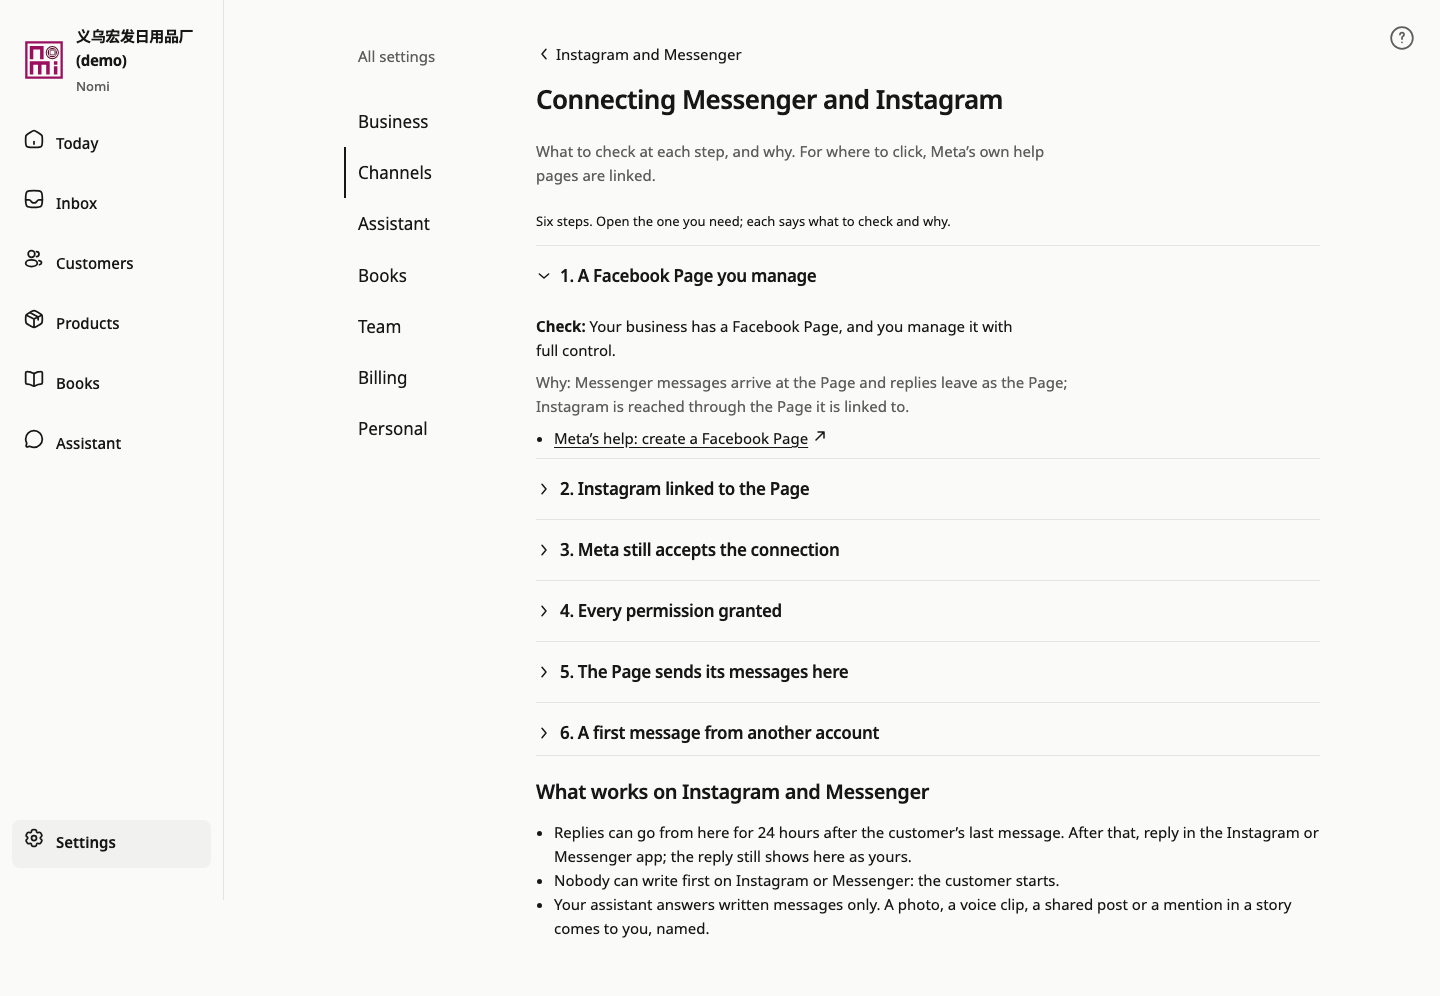 义乌宏发日用品厂
(demo)
Nomi
Today
Inbox
Customers
Products
Books
Assistant
Settings
All settings
Business
Channels
Assistant
Books
Team
Billing
Personal
Instagram and Messenger
Connecting Messenger and Instagram
What to check at each step, and why. For where to click, Meta’s own help
pages are linked.
Six steps. Open the one you need; each says what to check and why.
1. A Facebook Page you manage
Check: Your business has a Facebook Page, and you manage it with
full control.
Why: Messenger messages arrive at the Page and replies leave as the Page;
Instagram is reached through the Page it is linked to.
• Meta’s help: create a Facebook Page
2. Instagram linked to the Page
3. Meta still accepts the connection
4. Every permission granted
5. The Page sends its messages here
6. A first message from another account
What works on Instagram and Messenger
• Replies can go from here for 24 hours after the customer’s last message. After that, reply in the Instagram or
Messenger app; the reply still shows here as yours.
• Nobody can write first on Instagram or Messenger: the customer starts.
• Your assistant answers written messages only. A photo, a voice clip, a shared post or a mention in a story
comes to you, named.